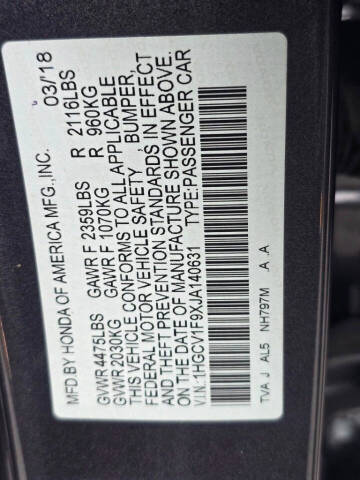 MFD.BY HONDA OF AMERICA MFG.,INC. 03/18
GVWR 4475LBS GAWR F 2359LBS R 2116LBS
GVWR 2030KG GAWR F 1070KG R 960KG
THIS VEHICLE CONFORMS TO ALL APPLICABLE
FEDERAL MOTOR VEHICLE SAFETY, BUMPER,
AND THEFT PREVENTION STANDARDS IN EFFECT
ON THE DATE OF MANUFACTURE SHOWN ABOVE.
V.I.N.:1HGCV1F9XJA140631 TYPE:PASSENGER CAR
TVA J AL5 NH797M A A